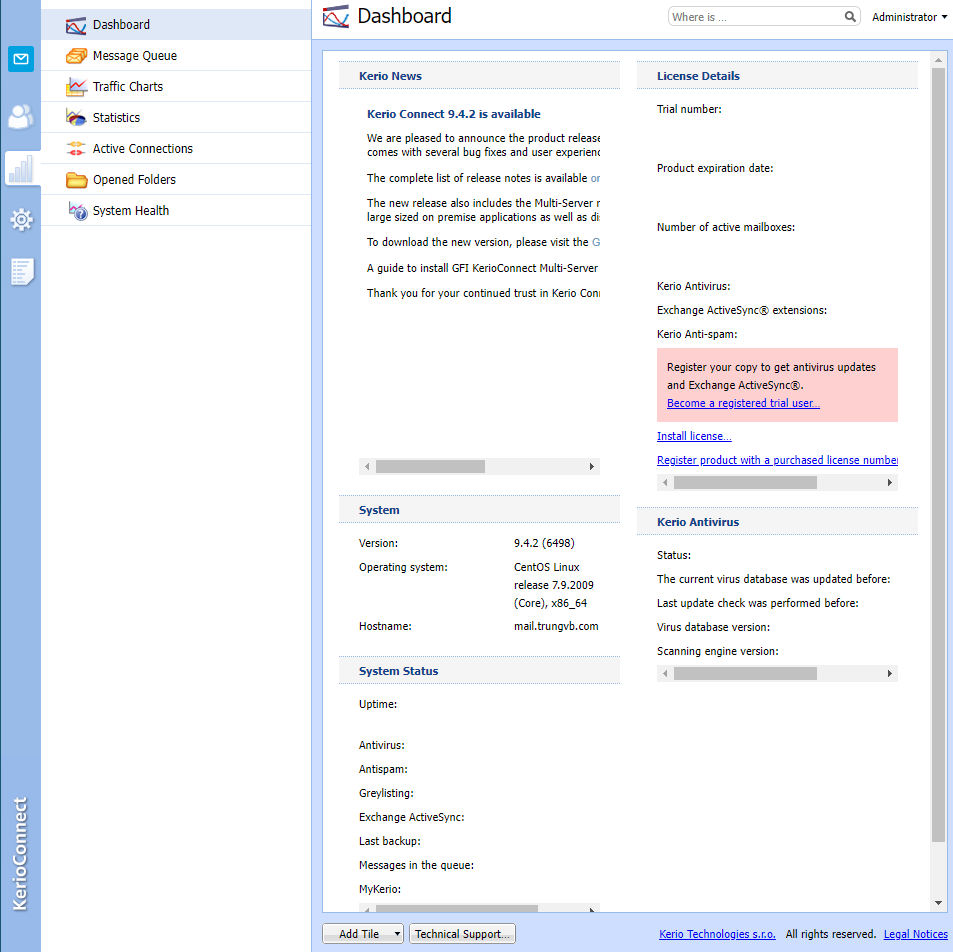 Dashboard
Message Queue
Traffic Charts
Statistics
Active Connections
Opened Folders
System Health
KerioConnect
Dashboard
Where is ...
Administrator
Kerio News
Kerio Connect 9.4.2 is available
We are pleased to announce the product release
comes with several bug fixes and user experienc
The complete list of release notes is available or
The new release also includes the Multi-Server r
large sized on premise applications as well as di
To download the new version, please visit the G
A guide to install GFI KerioConnect Multi-Server
Thank you for your continued trust in Kerio Con
System
Version: 9.4.2 (6498)
Operating system: CentOS Linux
release 7.9.2009
(Core), x86_64
Hostname: mail.trungvb.com
System Status
Uptime:
Antivirus:
Antispam:
Greylisting:
Exchange ActiveSync:
Last backup:
Messages in the queue:
MyKerio:
License Details
Trial number:
Product expiration date:
Number of active mailboxes:
Kerio Antivirus:
Exchange ActiveSync® extensions:
Kerio Anti-spam:
Register your copy to get antivirus updates
and Exchange ActiveSync®.
Become a registered trial user...
Install license...
Register product with a purchased license number
Kerio Antivirus
Status:
The current virus database was updated before:
Last update check was performed before:
Virus database version:
Scanning engine version:
Add Tile
Technical Support...
Kerio Technologies s.r.o. All rights reserved. Legal Notices